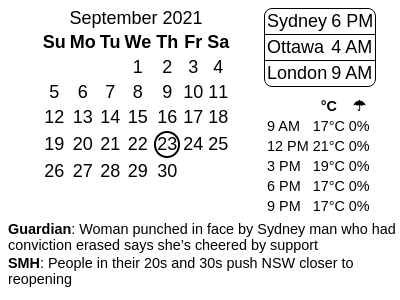 September 2021
Su Mo Tu We Th Fr Sa
1 2 3 4
5 6 7 8 9 10 11
12 13 14 15 16 17 18
19 20 21 22 23 24 25
26 27 28 29 30
Sydney 6 PM
Ottawa 4 AM
London 9 AM
°C ☂
9 AM 17°C 0%
12 PM 21°C 0%
3 PM 19°C 0%
6 PM 17°C 0%
9 PM 17°C 0%
Guardian: Woman punched in face by Sydney man who had
conviction erased says she’s cheered by support
SMH: People in their 20s and 30s push NSW closer to
reopening